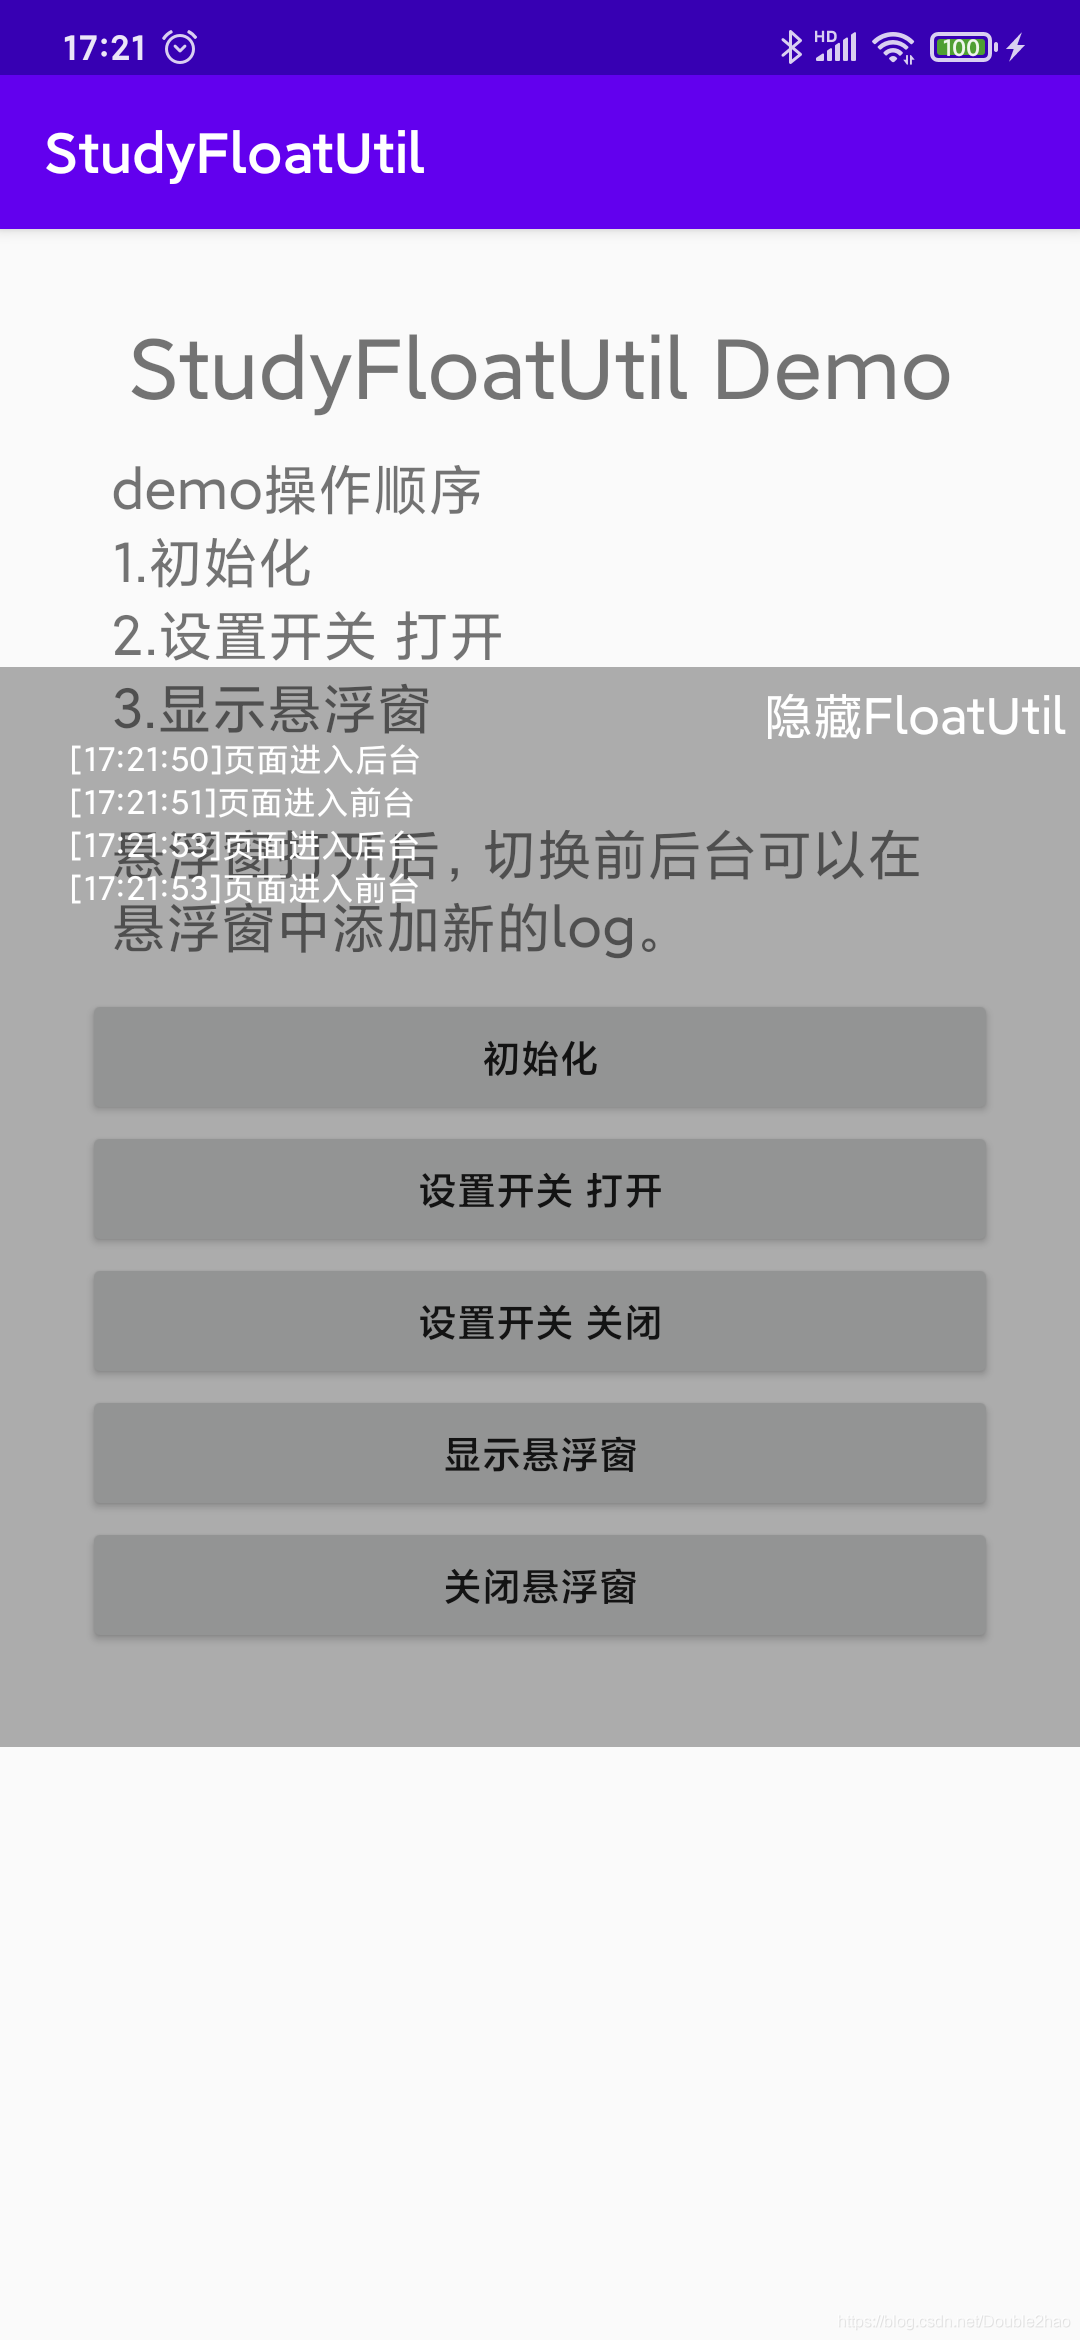 17:21 HD 100
StudyFloatUtil
StudyFloatUtil Demo
demo操作顺序
1.初始化
2.设置开关 打开
3.显示悬浮窗
隐藏FloatUtil
[17:21:50]页面进入后台
[17:21:51]页面进入前台
[17:21:53]页面进入后台
[17:21:53]页面进入前台
悬浮窗打开后, 切换前后台可以在
悬浮窗中添加新的log。
初始化
设置开关 打开
设置开关 关闭
显示悬浮窗
关闭悬浮窗
https://blog.csdn.net/Double2hao